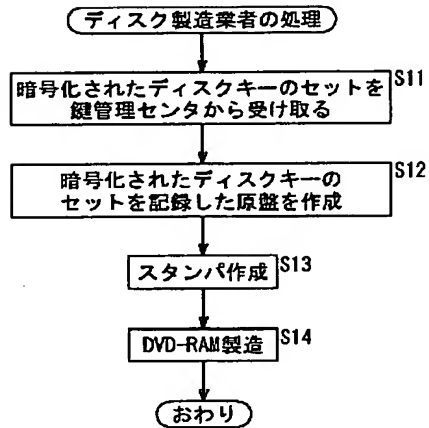 ディスク製造業者の処理
暗号化されたディスクキーのセットを
鍵管理センタから受け取る
S11
暗号化されたディスクキーの
セットを記録した原盤を作成
S12
スタンパ作成
S13
DVD-RAM製造
S14
おわり